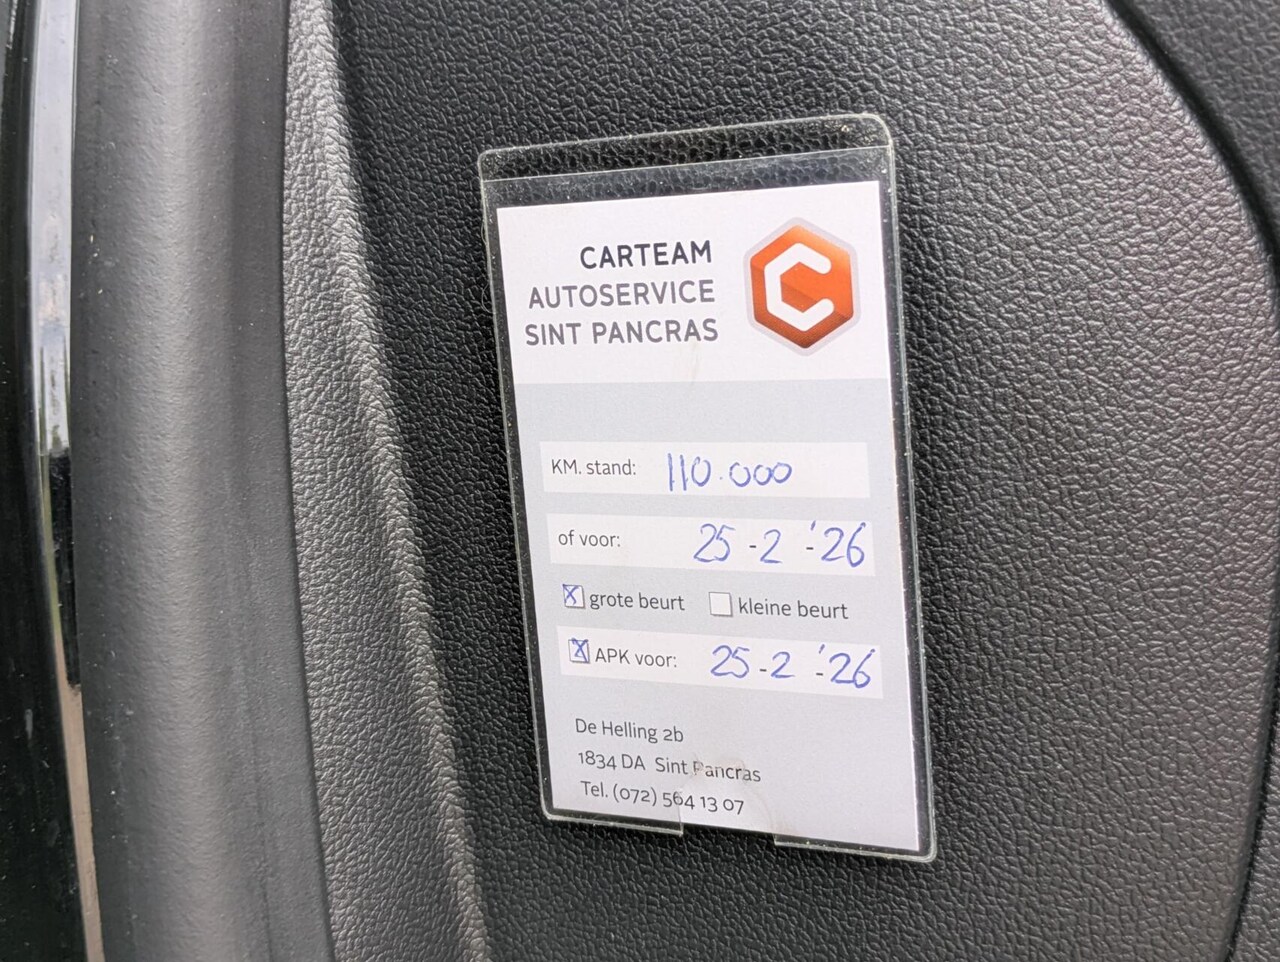 CARTEAM
AUTOSERVICE
SINT PANCRAS
KM. stand: 110.000
of voor: 25-2-'26
grote beurt kleine beurt
APK voor: 25-2-'26
De Helling 2b
1834 DA Sint Pancras
Tel. (072) 564 13 07